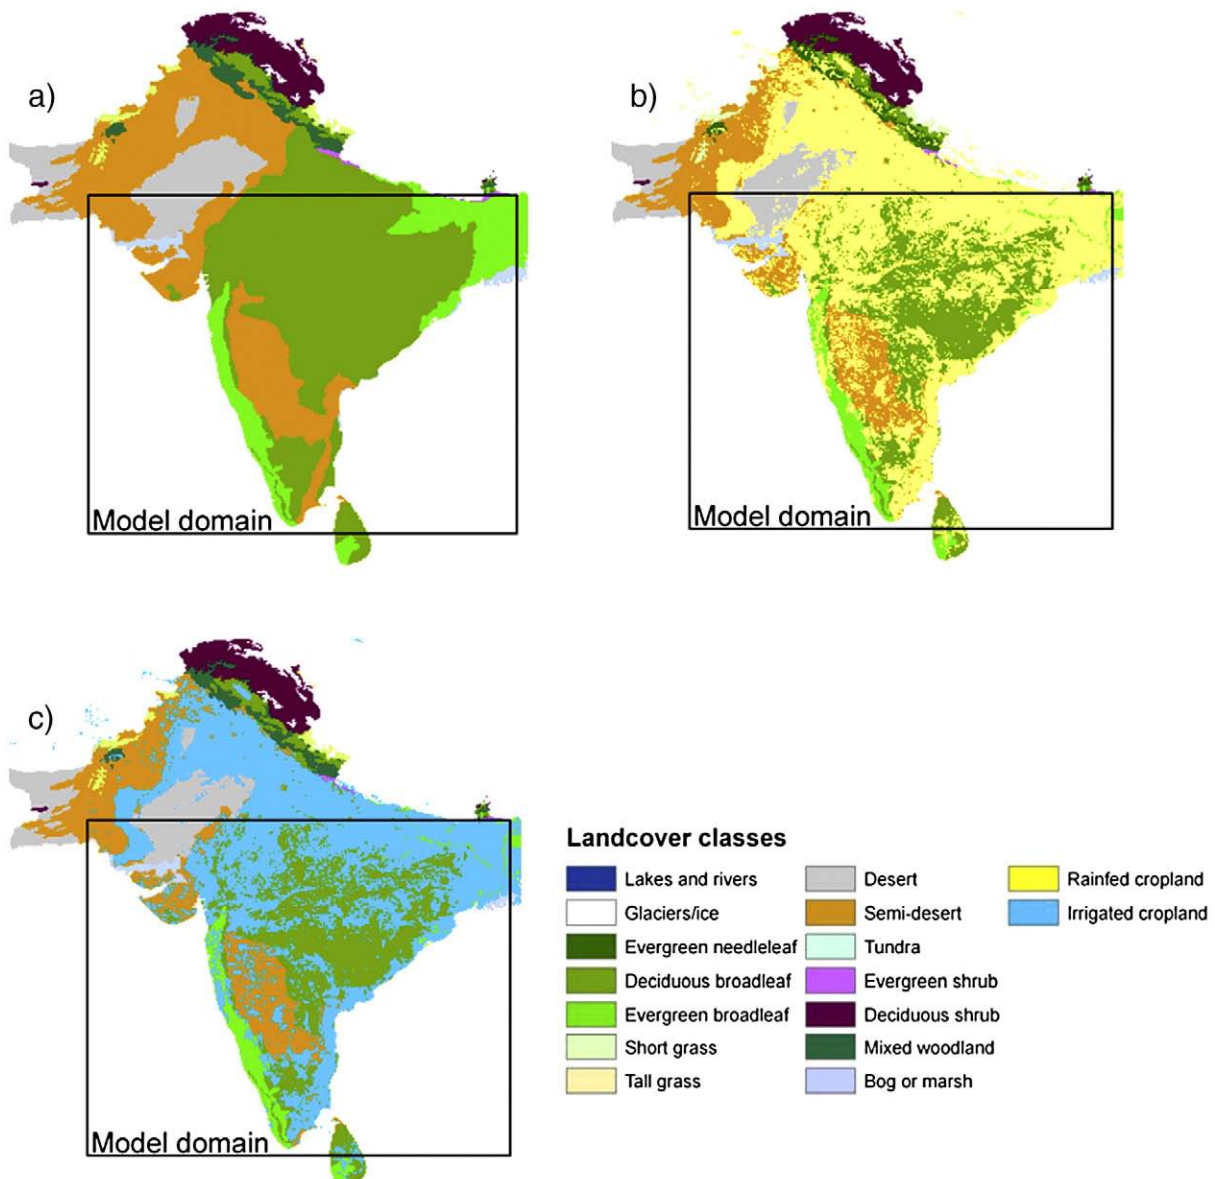 a)
b)
Model domain
Model domain
c)
Landcover classes
Lakes and rivers
Desert
Rainfed cropland
Glaciers/ice
Semi-desert
Irrigated cropland
Evergreen needleleaf
Tundra
Deciduous broadleaf
Evergreen shrub
Evergreen broadleaf
Deciduous shrub
Short grass
Mixed woodland
Tall grass
Bog or marsh
Model domain